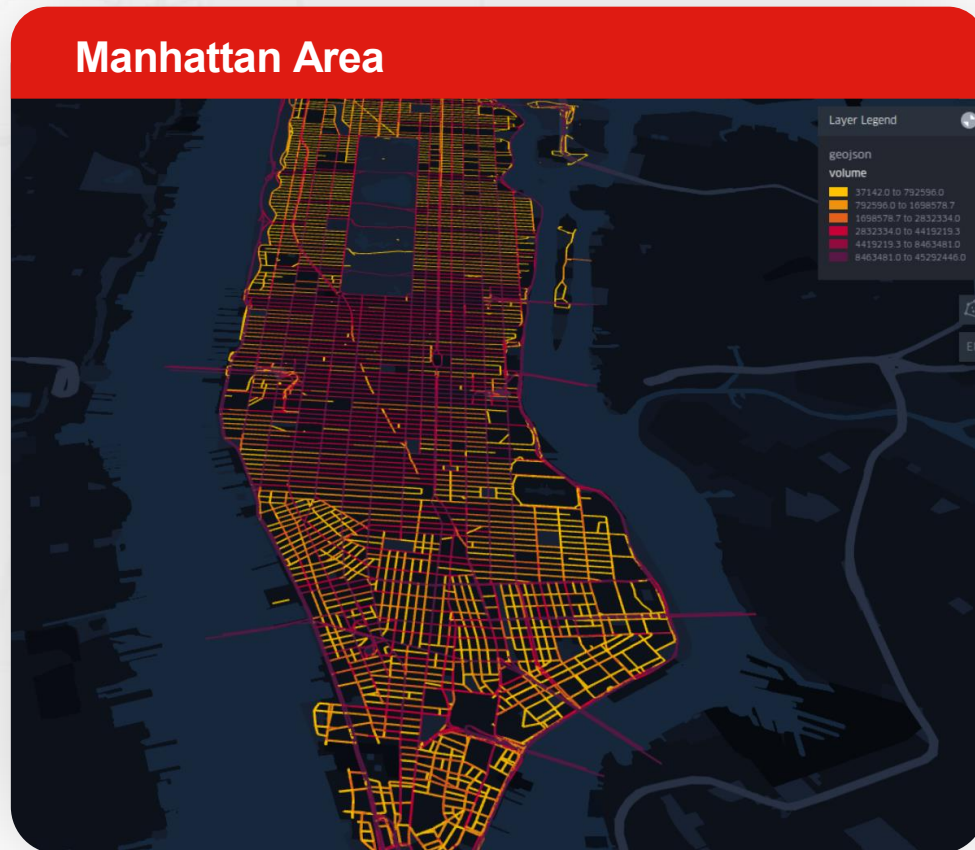 Manhattan Area
Layer Legend
geojson
volume
37142.0 to 792596.0
792596.0 to 1698578.7
1698578.7 to 2832334.0
2832334.0 to 4419219.3
4419219.3 to 8463481.0
8463481.0 to 45292446.0